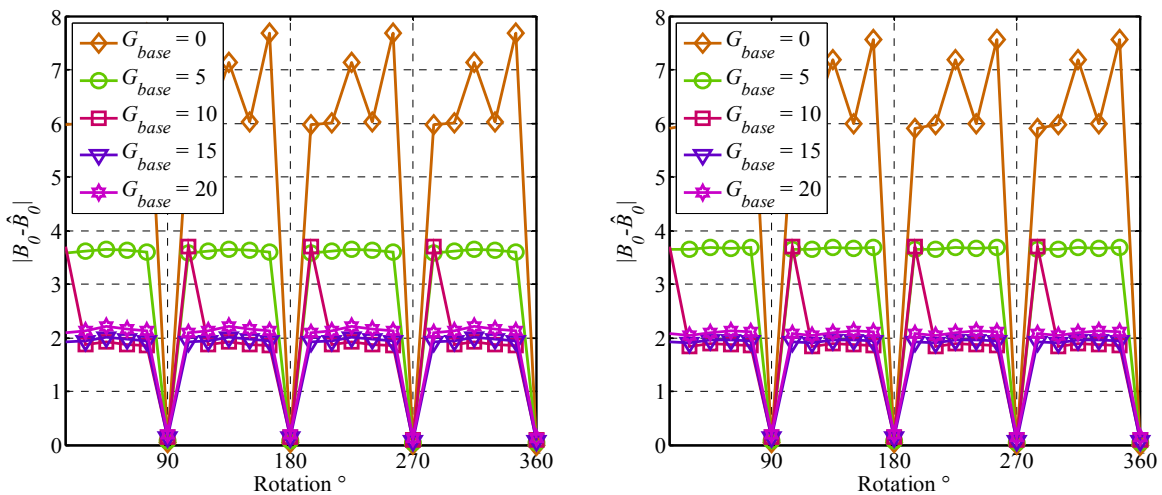 8
7
6
5
4
3
2
1
0
|B_0-B̂_0|
G_base = 0
G_base = 5
G_base = 10
G_base = 15
G_base = 20
90 180 270 360
Rotation °
8
7
6
5
4
3
2
1
0
|B_0-B̂_0|
G_base = 0
G_base = 5
G_base = 10
G_base = 15
G_base = 20
90 180 270 360
Rotation °